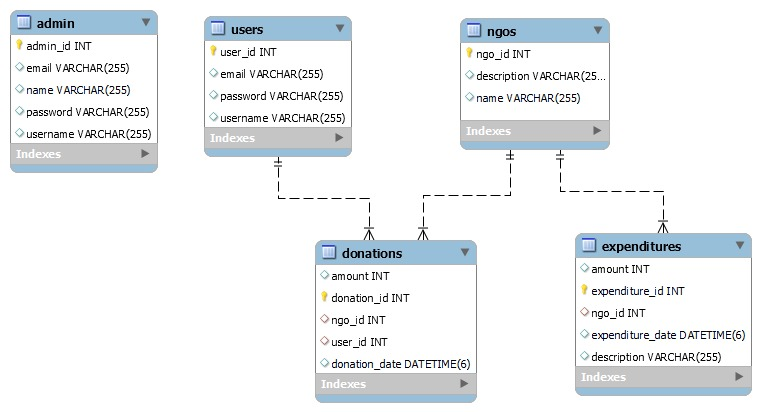 admin
admin_id INT
email VARCHAR(255)
name VARCHAR(255)
password VARCHAR(255)
username VARCHAR(255)
Indexes
users
user_id INT
email VARCHAR(255)
password VARCHAR(255)
username VARCHAR(255)
Indexes
ngos
ngo_id INT
description VARCHAR(25...
name VARCHAR(255)
Indexes
donations
amount INT
donation_id INT
ngo_id INT
user_id INT
donation_date DATETIME(6)
Indexes
expenditures
amount INT
expenditure_id INT
ngo_id INT
expenditure_date DATETIME(6)
description VARCHAR(255)
Indexes